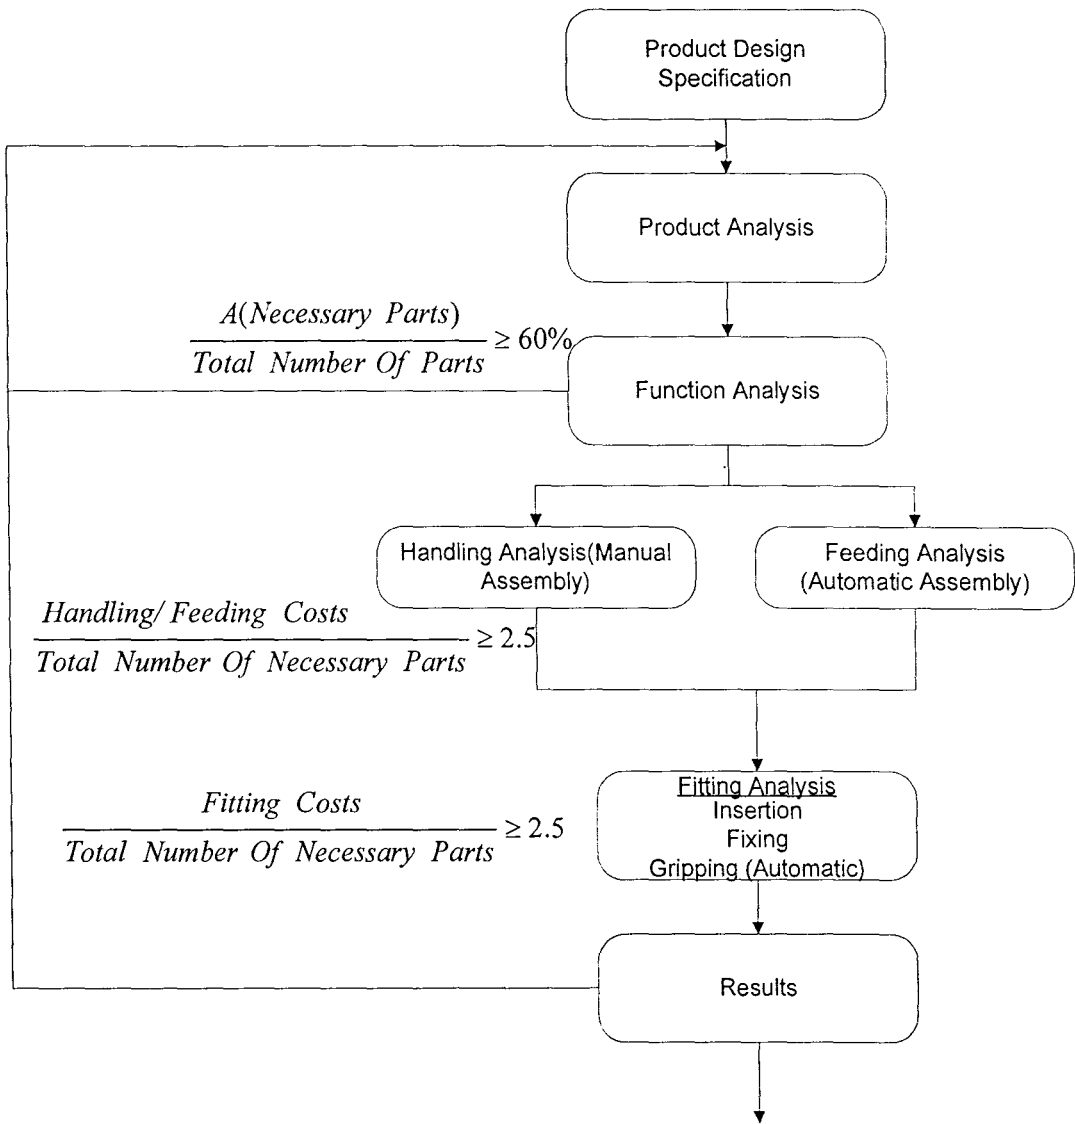 Product Design
Specification
Product Analysis
A(Necessary Parts)
Total Number Of Parts
≥ 60%
Function Analysis
Handling Analysis(Manual
Assembly)
Feeding Analysis
(Automatic Assembly)
Handling/ Feeding Costs
Total Number Of Necessary Parts
≥ 2.5
Fitting Analysis
Insertion
Fixing
Gripping (Automatic)
Fitting Costs
Total Number Of Necessary Parts
≥ 2.5
Results